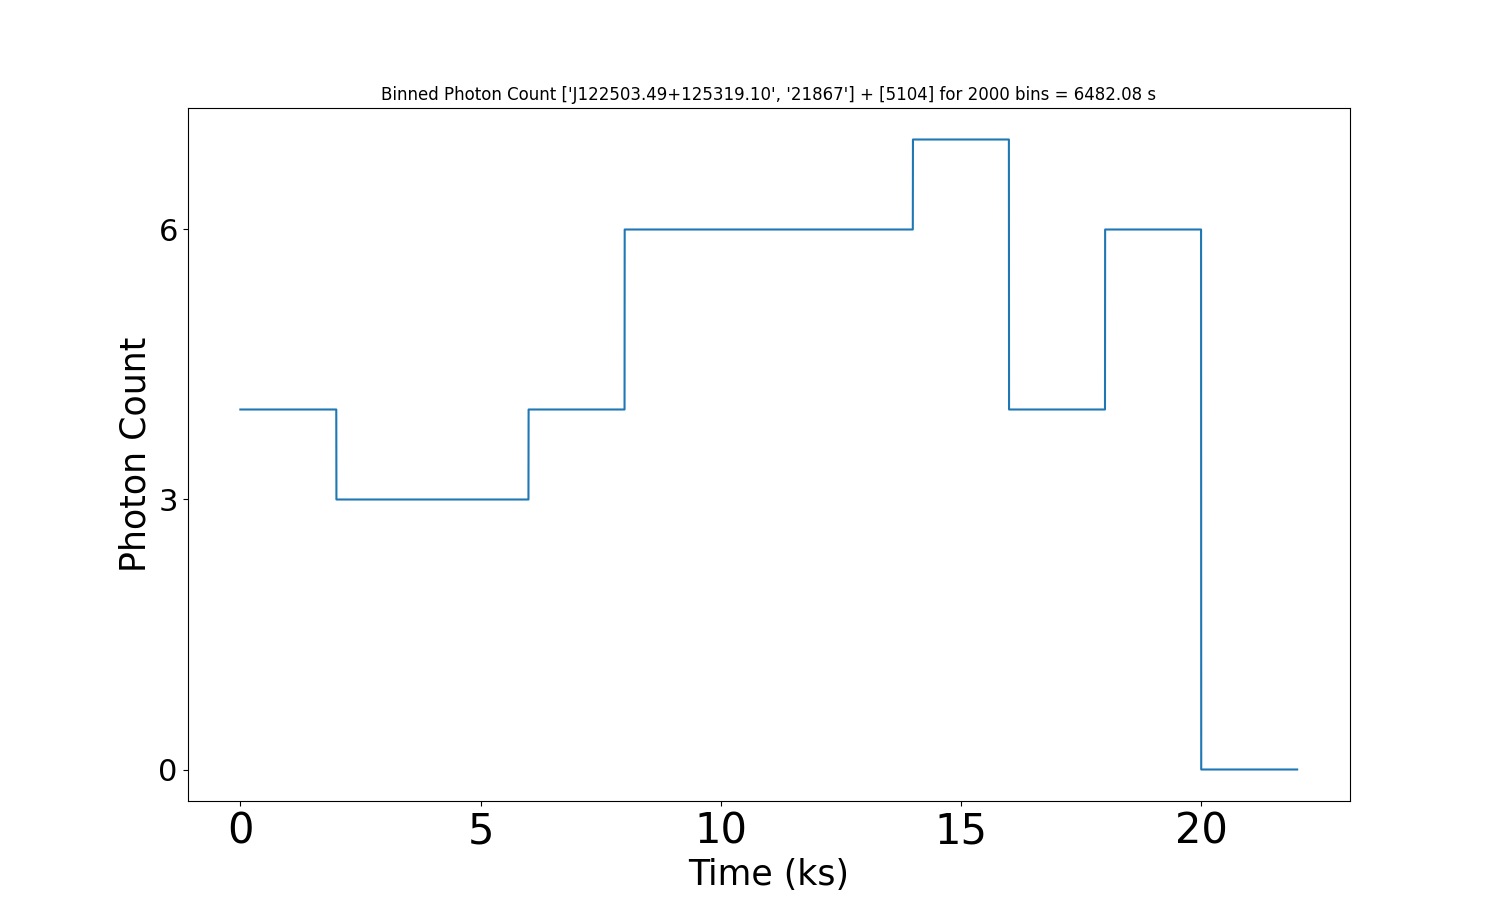 Binned Photon Count ['J122503.49+125319.10', '21867'] + [5104] for 2000 bins = 6482.08 s
6
3
0
Photon Count
0 5 10 15 20
Time (ks)